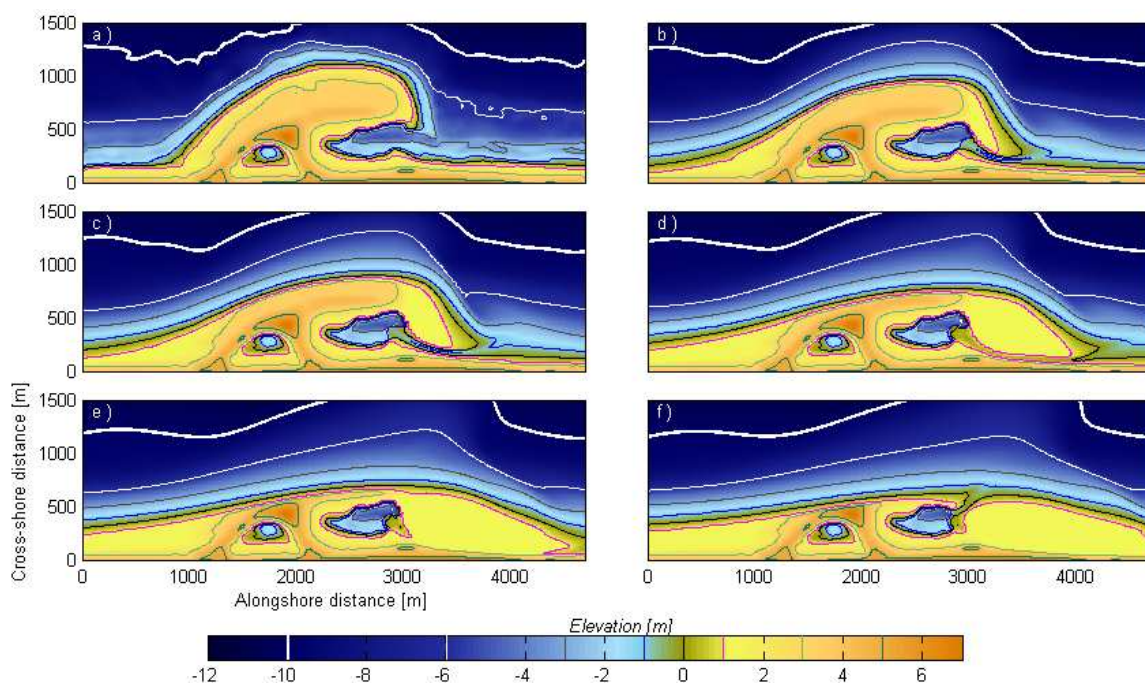 1500
1000
500
0
a )
b )
1500
1000
500
0
c )
d )
1500
1000
500
0
e )
f )
0 1000 2000 3000 4000
0 1000 2000 3000 4000
Cross-shore distance [m]
Alongshore distance [m]
Elevation [m]
-12 -10 -8 -6 -4 -2 0 2 4 6